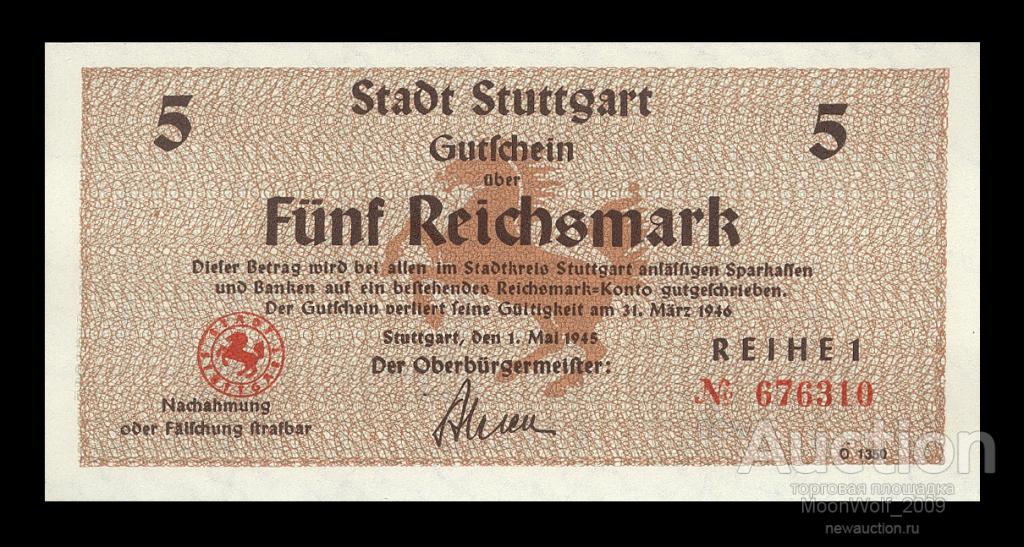 5
Stadt Stuttgart
5
Gutschein
über
Fünf Reichsmark
Dieser Betrag wird bei allen im Stadtkreis Stuttgart ansässigen Sparkassen
und Banken auf ein bestehendes Reichsmark=Konto gutgeschrieben.
Der Gutschein verliert seine Gültigkeit am 31. März 1946
Stuttgart, den 1. Mai 1945
Der Oberbürgermeister:
REIHE 1
№ 676310
STADT
STUTTGART
Nachahmung
oder Fälschung strafbar
O 1350
Auction
торговая площадка
MoonWolf_2009
newauction.ru